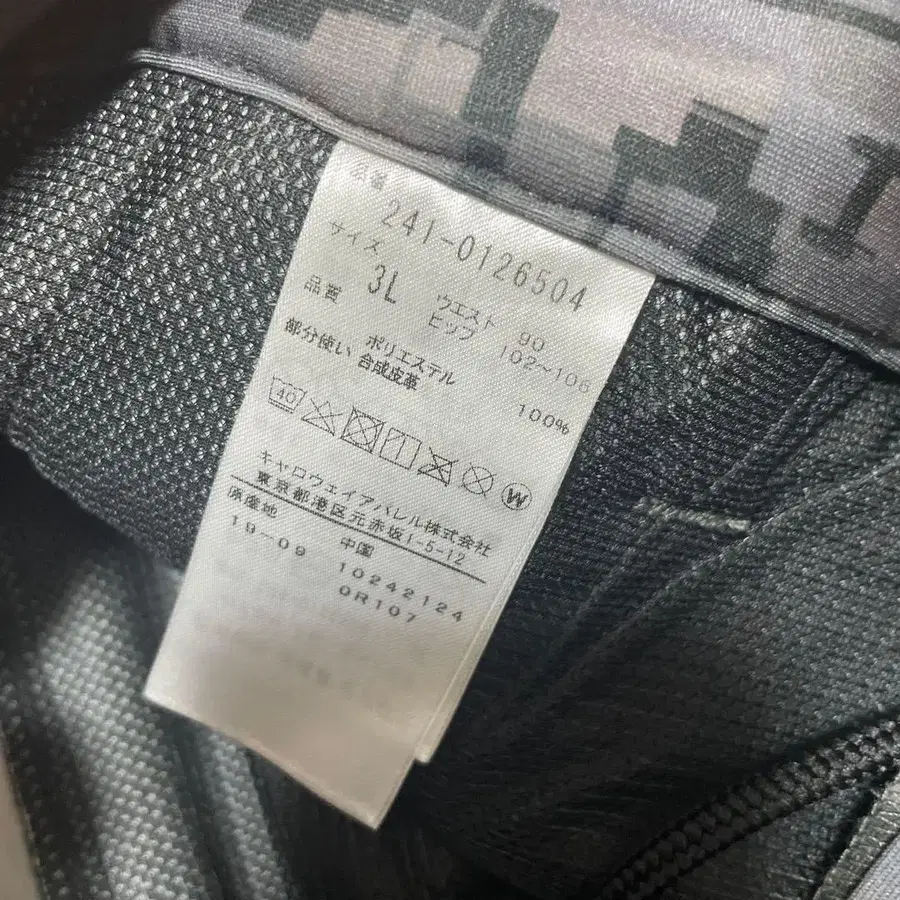 品番
241-0126504
サイズ
3L ウエスト 90
ヒップ 102~106
品番 ポリエステル 100%
部分使い 合成皮革
40
W
キャロウェイアパレル株式会社
東京都港区元赤坂1-5-12
原産地 中国
19-09 10242124
0R107